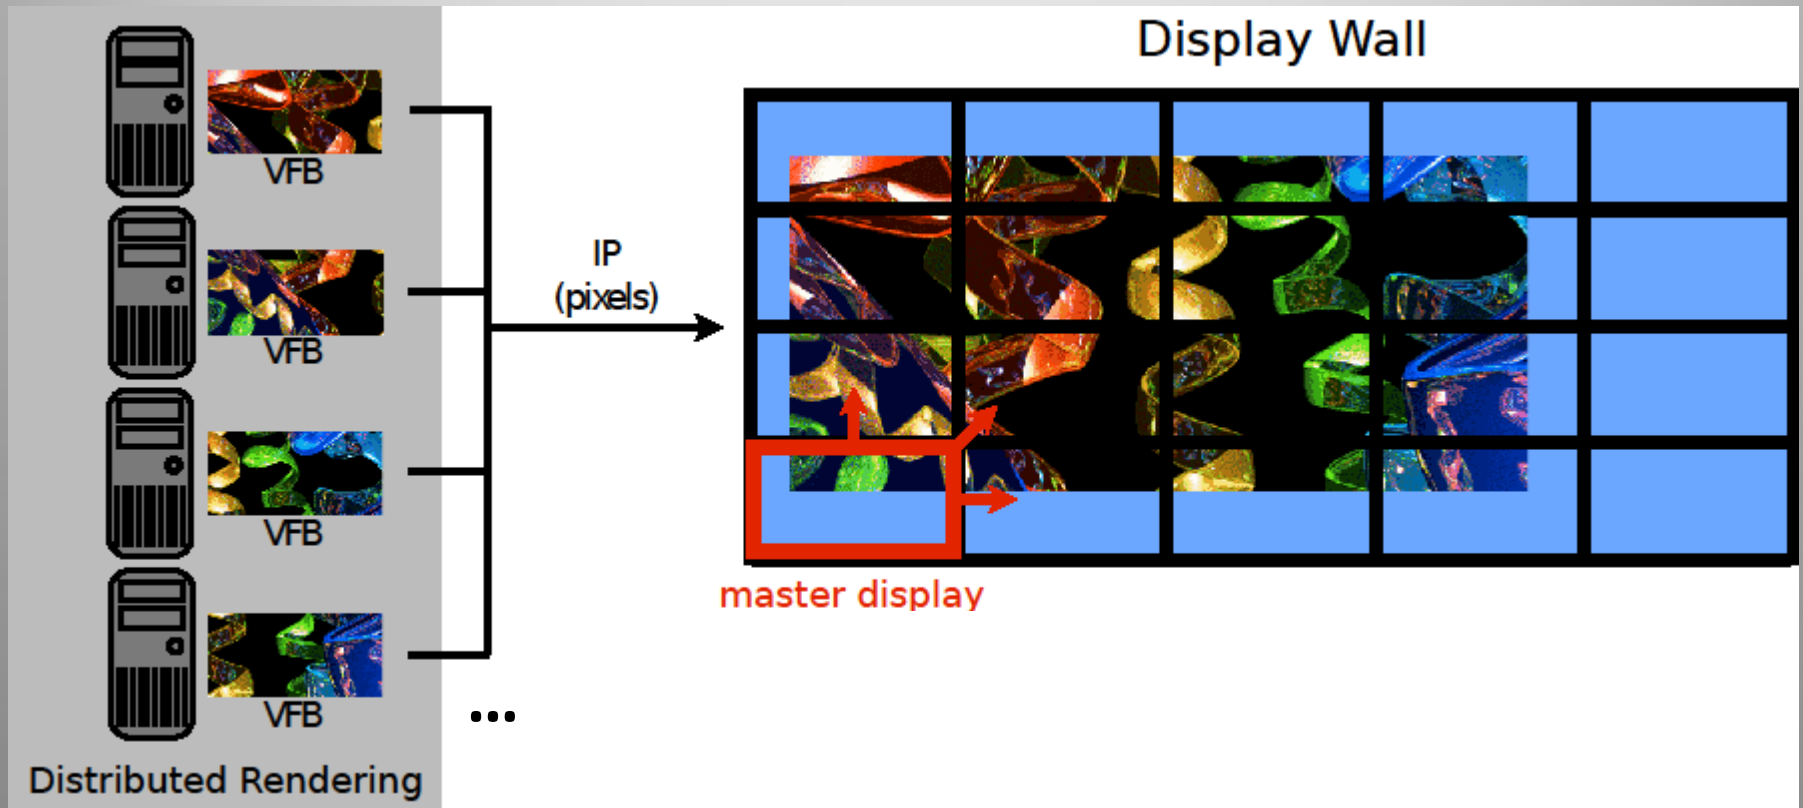 Display Wall
VFB
VFB
VFB
VFB
IP
(pixels)
master display
...
Distributed Rendering